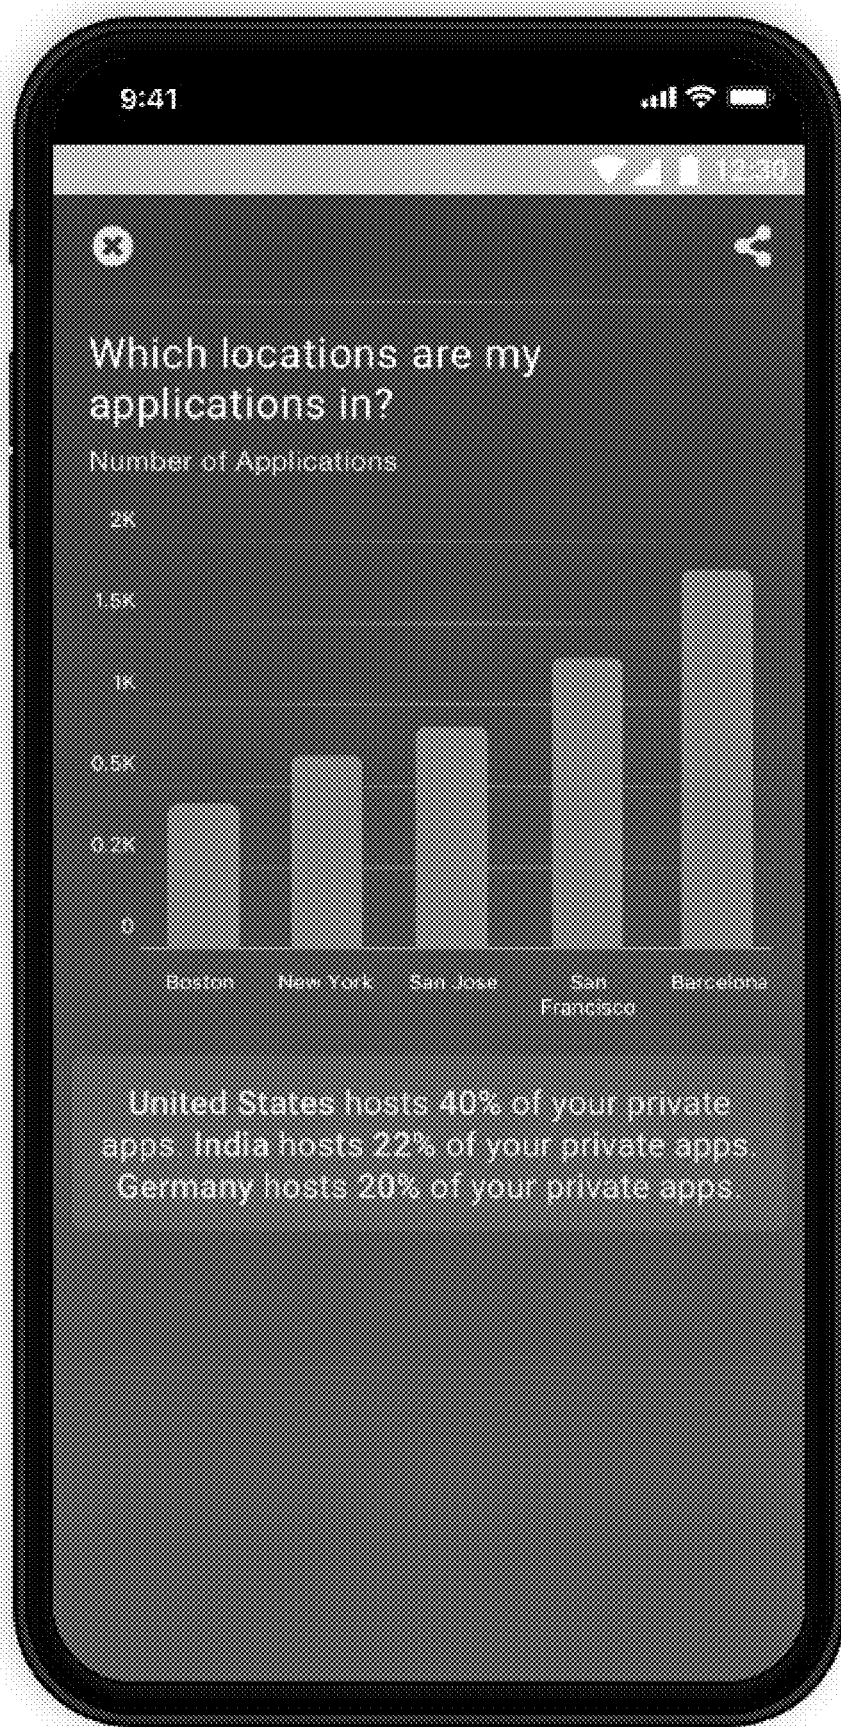 9:41
12:30
Which locations are my
applications in?
Number of Applications
2K
1.5K
1K
0.5K
0.2K
0
Boston New York San Jose San Francisco Barcelona
United States hosts 40% of your private
apps. India hosts 22% of your private apps.
Germany hosts 20% of your private apps.